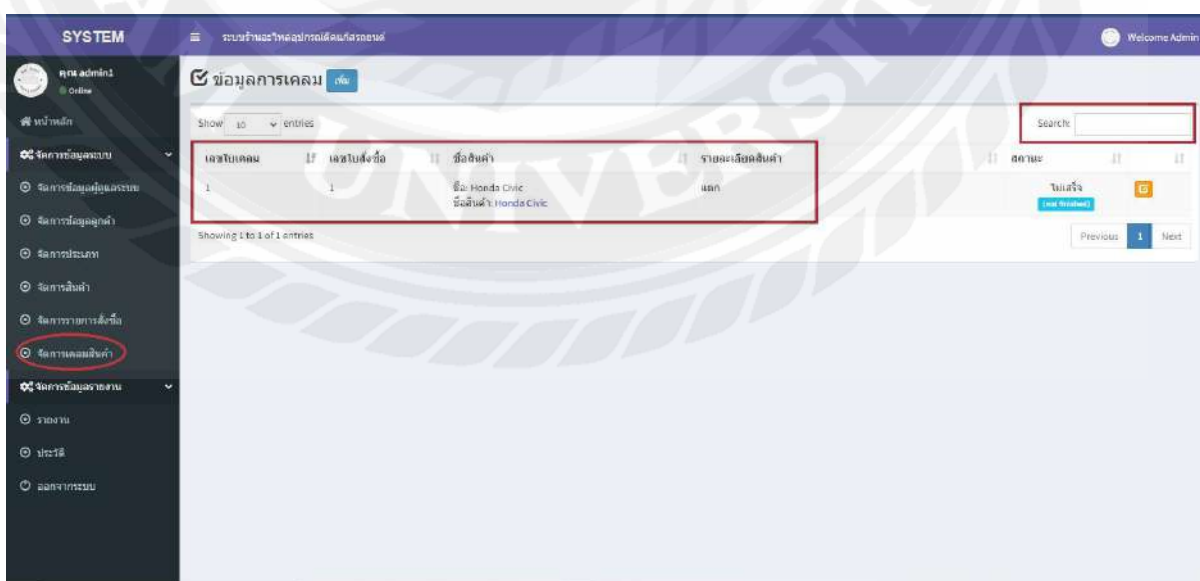 SYSTEM
ระบบร้านอะไหล่อุปกรณ์ติดแก๊สรถยนต์
Welcome Admin
คุณ admin1
Online
ข้อมูลการเคลม เพิ่ม
หน้าหลัก
Show 10 entries
Search:
จัดการข้อมูลระบบ
เลขใบเคลม เลขใบสั่งซื้อ ชื่อสินค้า รายละเอียดสินค้า สถานะ
จัดการข้อมูลผู้ดูแลระบบ
1 1 ชื่อ: Honda Civic แตก ไม่เสร็จ
ชื่อสินค้า: Honda Civic (not finished)
จัดการข้อมูลลูกค้า
Showing 1 to 1 of 1 entries
Previous 1 Next
จัดการประเภท
จัดการสินค้า
จัดการรายการสั่งซื้อ
จัดการเคลมสินค้า
จัดการข้อมูลรายงาน
รายงาน
ประวัติ
ออกจากระบบ
UNIVERSITY